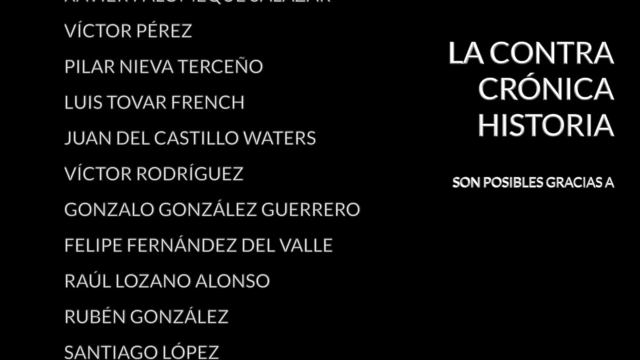 VÍCTOR PÉREZ
PILAR NIEVA TERCEÑO
LUIS TOVAR FRENCH
JUAN DEL CASTILLO WATERS
VÍCTOR RODRÍGUEZ
GONZALO GONZÁLEZ GUERRERO
FELIPE FERNÁNDEZ DEL VALLE
RAÚL LOZANO ALONSO
RUBÉN GONZÁLEZ
SANTIAGO LÓPEZ
LA CONTRA
CRÓNICA
HISTORIA
SON POSIBLES GRACIAS A